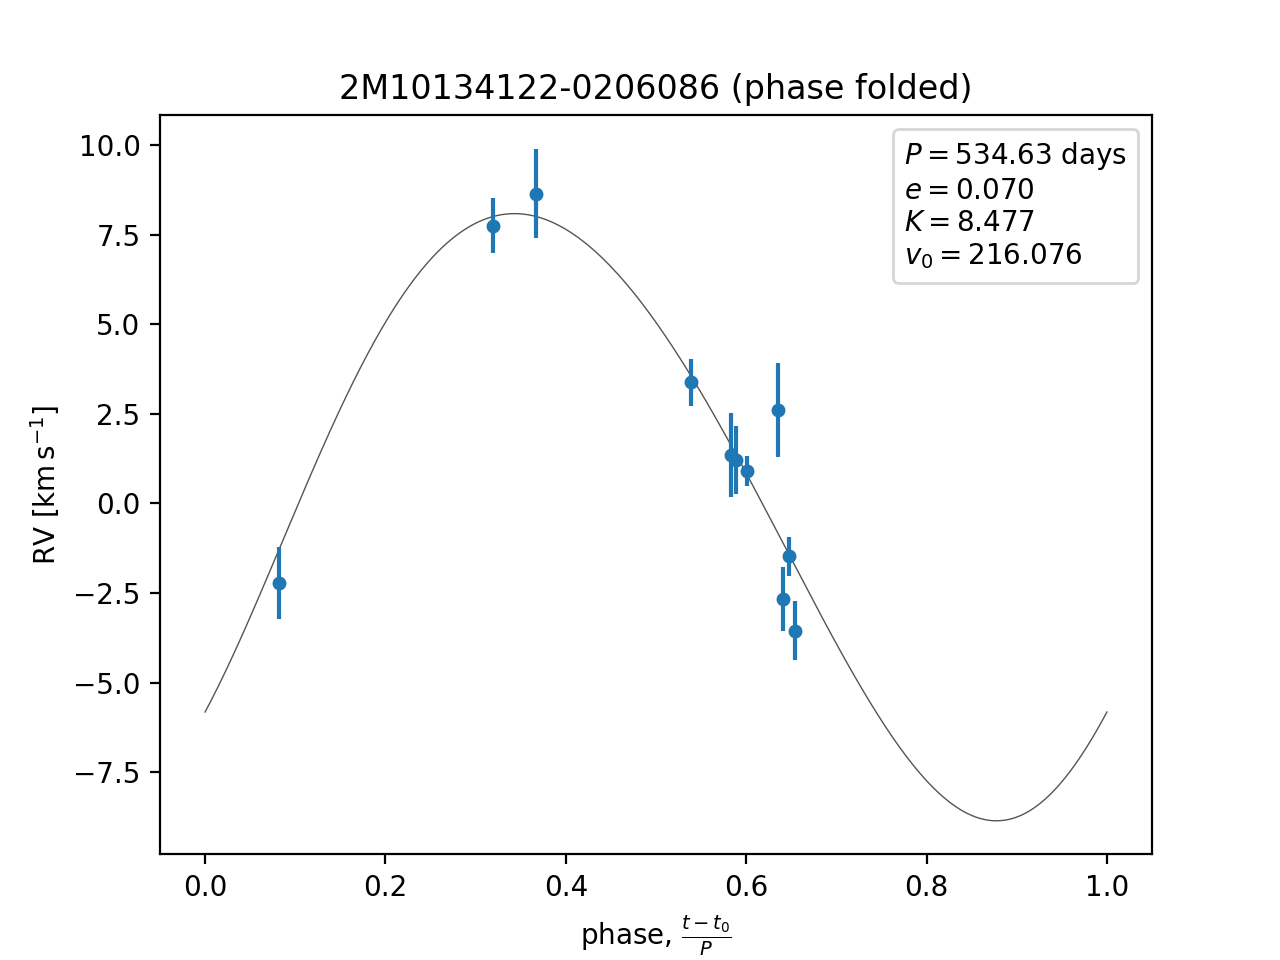 2M10134122-0206086 (phase folded)
P = 534.63 days
e = 0.070
K = 8.477
v₀ = 216.076
10.0
7.5
5.0
2.5
0.0
−2.5
−5.0
−7.5
RV [km s⁻¹]
0.0 0.2 0.4 0.6 0.8 1.0
phase, (t − t₀)/P